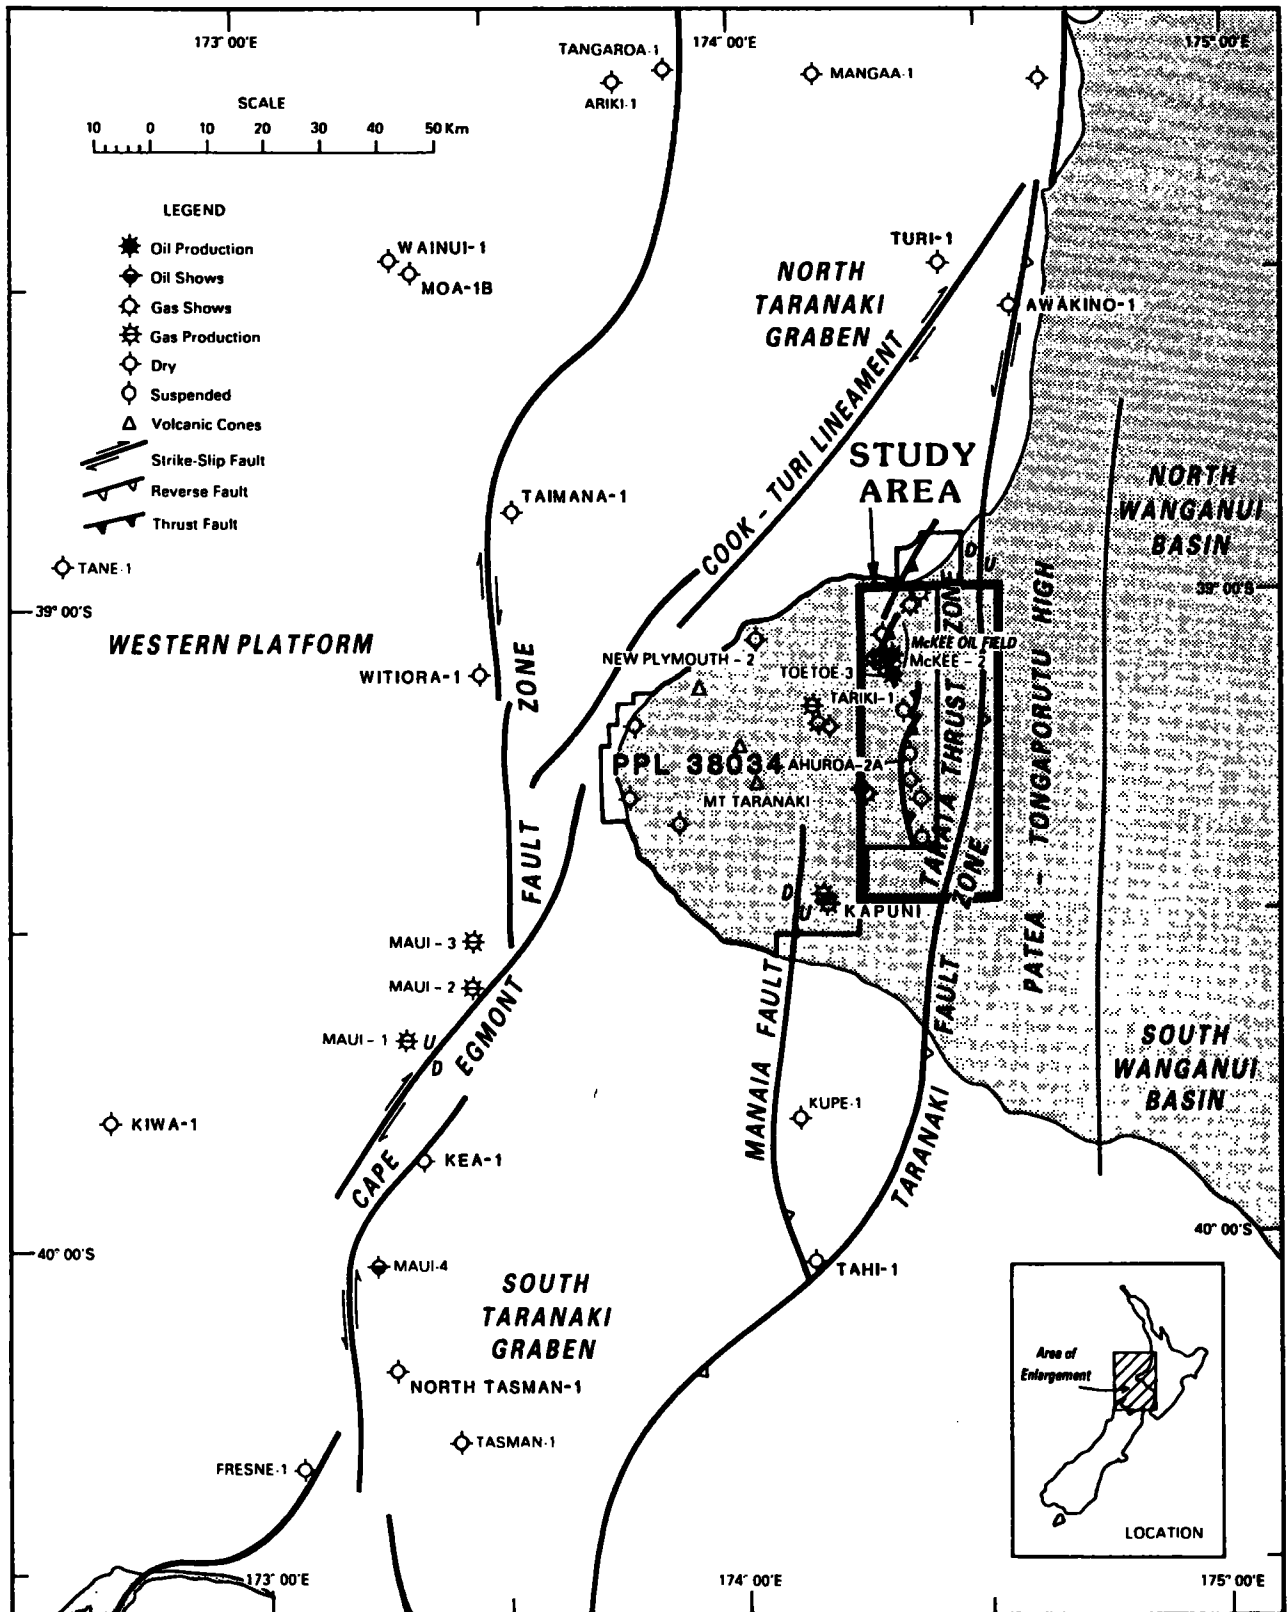 173° 00'E
TANGAROA-1
174° 00'E
175° 00'E
ARIKI-1
MANGAA-1
SCALE
10 0 10 20 30 40 50 Km
LEGEND
Oil Production
Oil Shows
Gas Shows
Gas Production
Dry
Suspended
Volcanic Cones
Strike-Slip Fault
Reverse Fault
Thrust Fault
WAINUI-1
MOA-1B
TURI-1
NORTH
TARANAKI
GRABEN
AWAKINO-1
COOK - TURI LINEAMENT
STUDY
AREA
NORTH
WANGANUI
BASIN
TAIMANA-1
TANE-1
D
U
39° 00'S
39° 00'S
WESTERN PLATFORM
WITIORA-1
ZONE
NEW PLYMOUTH - 2
McKEE OIL FIELD
TOETOE-3
McKEE - 2
TARIKI-1
PPL 38034
AHUROA-2A
MT TARANAKI
TARATA THRUST ZONE
PATEA - TONGAPORUTU HIGH
FAULT
ZONE
D
U
KAPUNI
MAUI - 3
MAUI - 2
MAUI - 1
U
D
EGMONT
MANAIA FAULT
FAULT
SOUTH
WANGANUI
BASIN
KIWA-1
KUPE-1
TARANAKI
CAPE
KEA-1
40° 00'S
40° 00'S
MAUI-4
TAHI-1
SOUTH
TARANAKI
GRABEN
NORTH TASMAN-1
TASMAN-1
FRESNE-1
Area of
Enlargement
LOCATION
173° 00'E
174° 00'E
175° 00'E